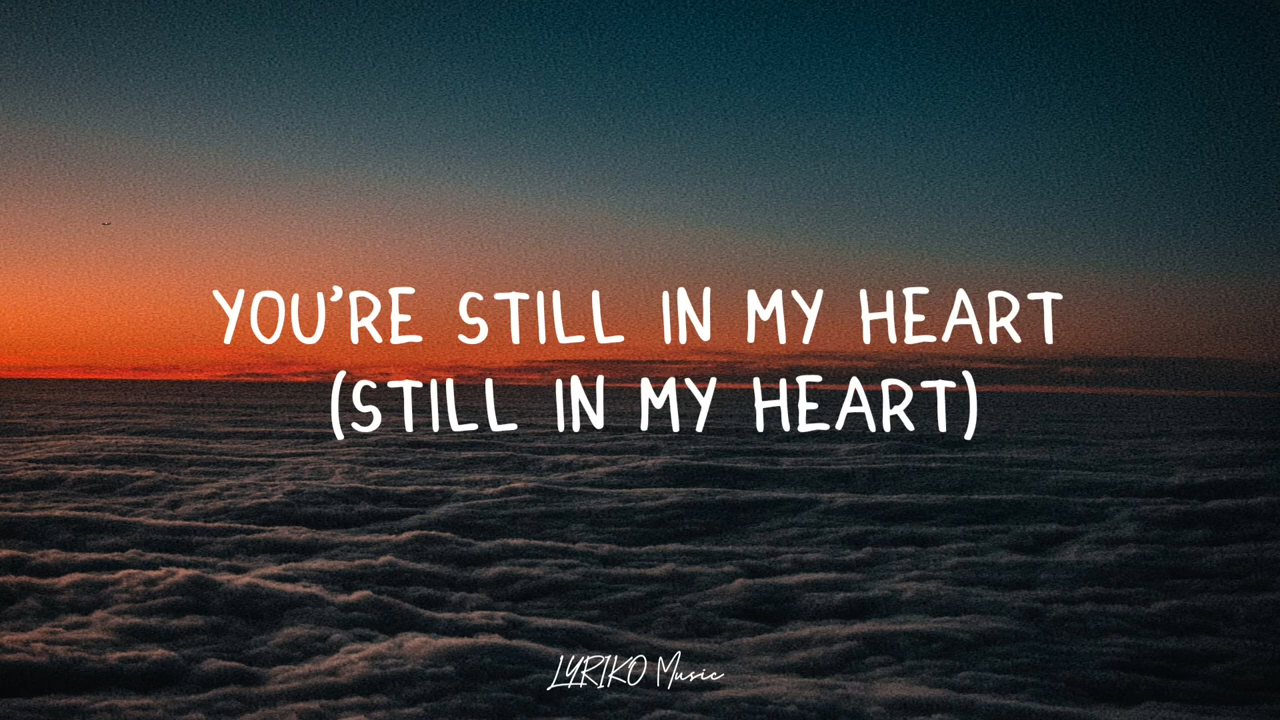 YOU'RE STILL IN MY HEART
(STILL IN MY HEART)
LYRIKO Music